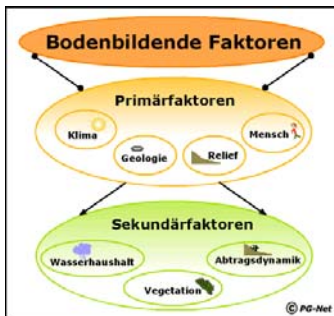 Bodenbildende Faktoren
Primärfaktoren
Klima
Geologie
Relief
Mensch
Sekundärfaktoren
Wasserhaushalt
Abtragsdynamik
Vegetation
© PG-Net